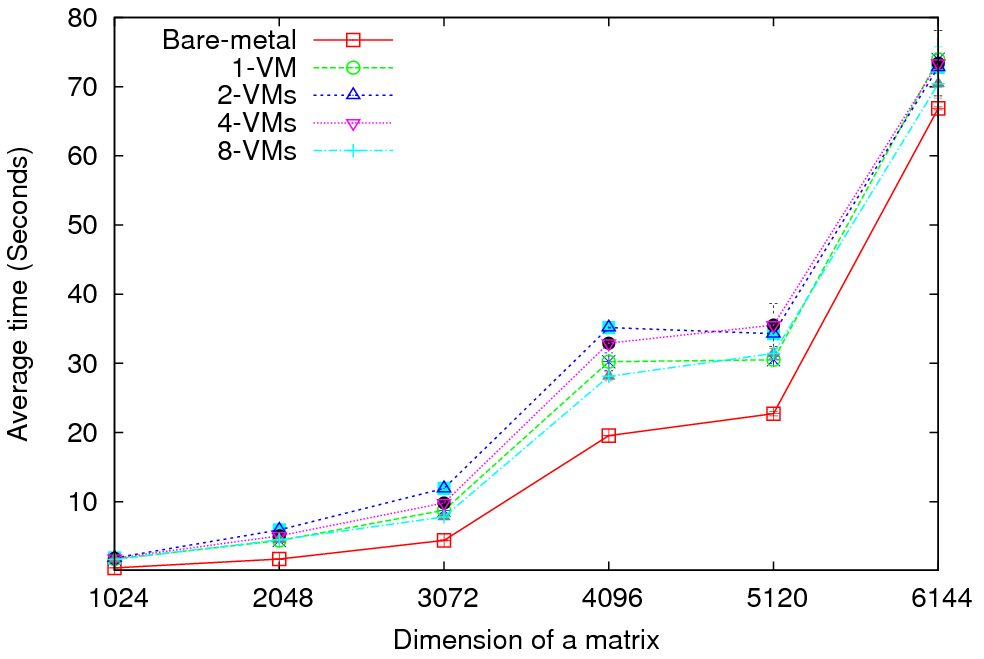 80
70
60
50
40
30
20
10
Average time (Seconds)
Bare-metal
1-VM
2-VMs
4-VMs
8-VMs
1024 2048 3072 4096 5120 6144
Dimension of a matrix